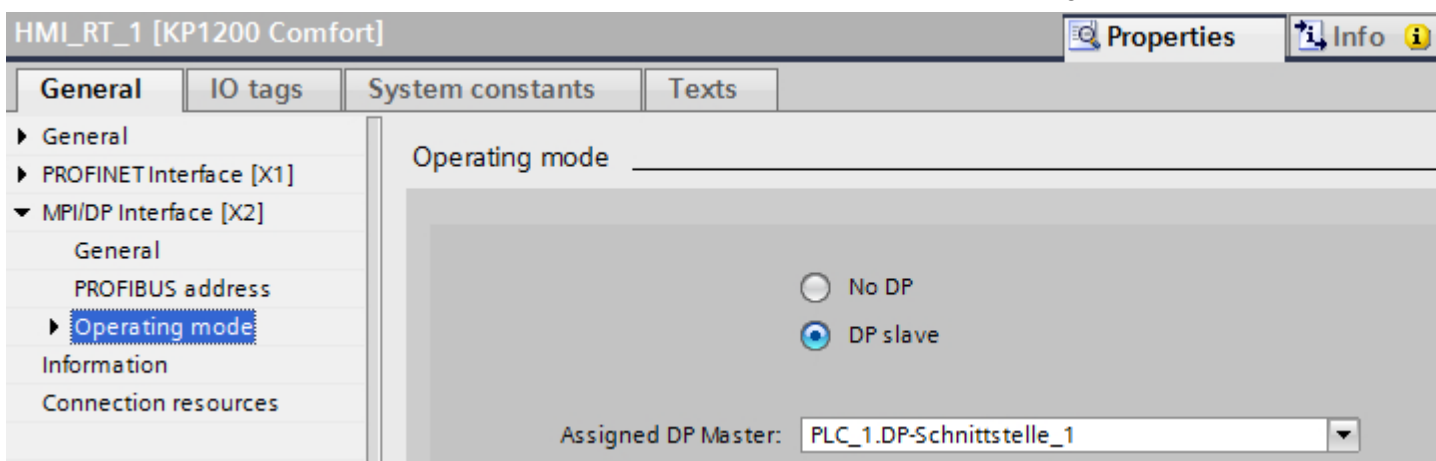 HMI_RT_1 [KP1200 Comfort]
Properties
Info
General
IO tags
System constants
Texts
General
PROFINET Interface [X1]
MPI/DP Interface [X2]
General
PROFIBUS address
Operating mode
Information
Connection resources
Operating mode
No DP
DP slave
Assigned DP Master: PLC_1.DP-Schnittstelle_1